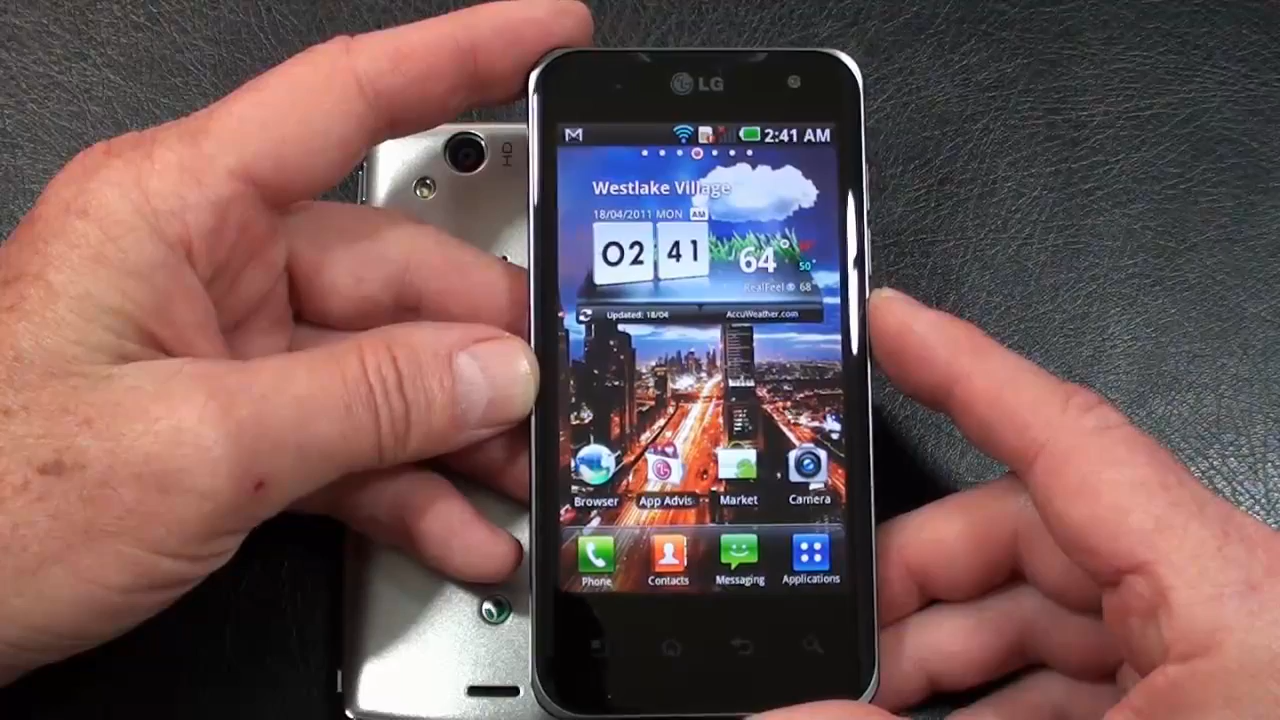 LG
HD
2:41 AM
Westlake Village
18/04/2011 MON AM
02 41
64°
50°
RealFeel ® 68
Updated: 18/04 AccuWeather.com
Browser App Advis Market Camera
Phone Contacts Messaging Applications